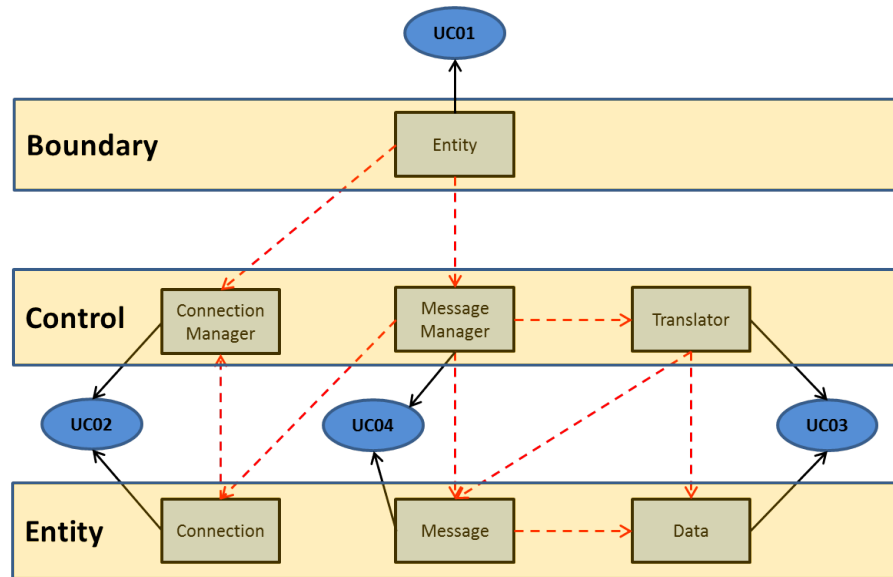 UC01
Boundary
Entity
Control
Connection
Manager
Message
Manager
Translator
UC02
UC04
UC03
Entity
Connection
Message
Data